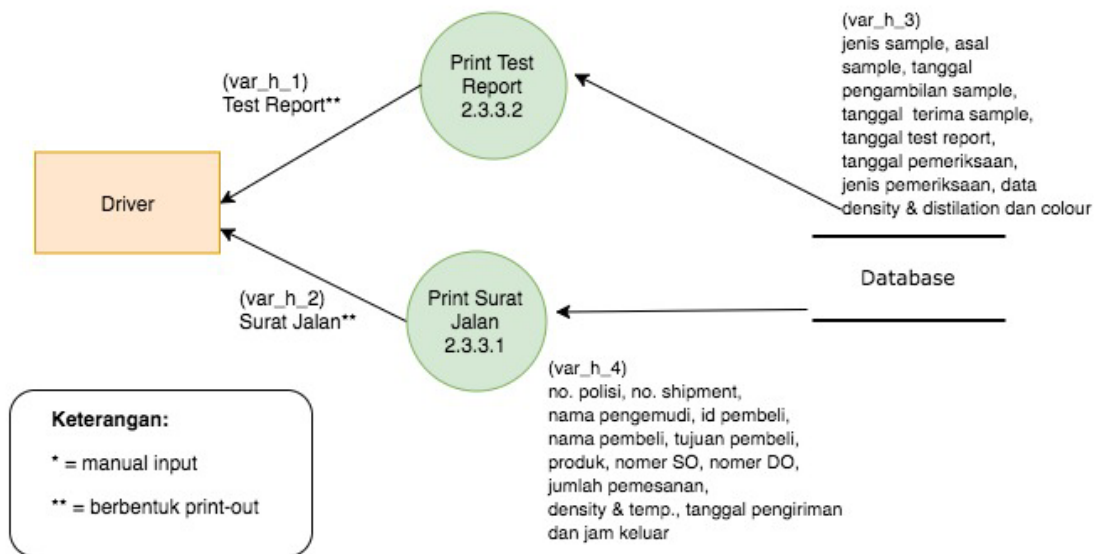 Print Test
Report
2.3.3.2
(var_h_1)
Test Report**
(var_h_3)
jenis sample, asal
sample, tanggal
pengambilan sample,
tanggal  terima sample,
tanggal test report,
tanggal pemeriksaan,
jenis pemeriksaan, data
density & distilation dan colour
Driver
Database
(var_h_2)
Surat Jalan**
Print Surat
Jalan
2.3.3.1
(var_h_4)
no. polisi, no. shipment,
nama pengemudi, id pembeli,
nama pembeli, tujuan pembeli,
produk, nomer SO, nomer DO,
jumlah pemesanan,
density & temp., tanggal pengiriman
dan jam keluar
Keterangan:
* = manual input
** = berbentuk print-out